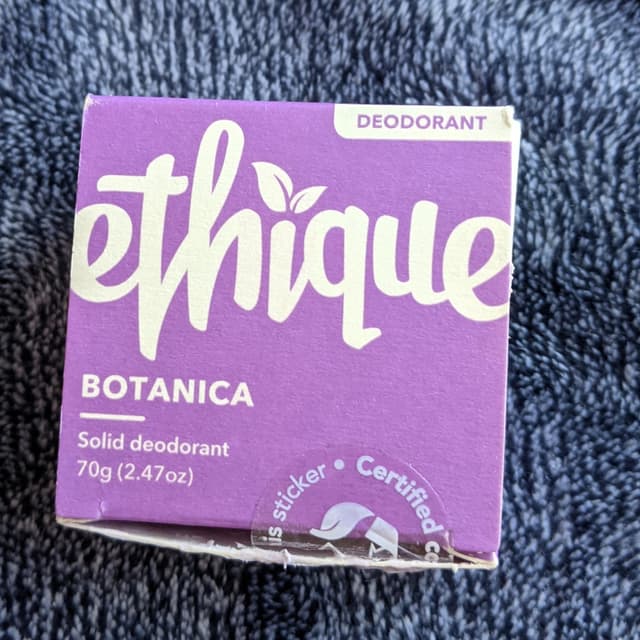 DEODORANT
ethique
BOTANICA
Solid deodorant
70g (2.47oz)
sticker • Certified